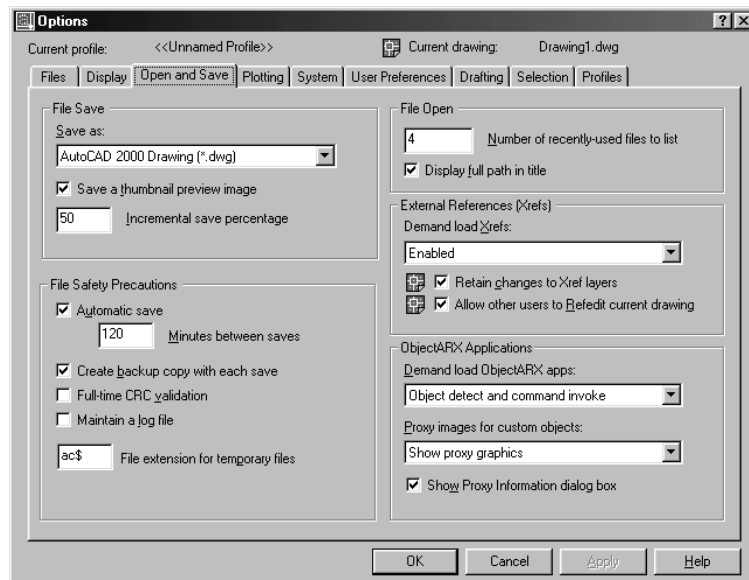 Options
Current profile: <<Unnamed Profile>> Current drawing: Drawing1.dwg
Files Display Open and Save Plotting System User Preferences Drafting Selection Profiles
File Save
Save as:
AutoCAD 2000 Drawing (*.dwg)
Save a thumbnail preview image
50 Incremental save percentage
File Safety Precautions
Automatic save
120 Minutes between saves
Create backup copy with each save
Full-time CRC validation
Maintain a log file
ac$ File extension for temporary files
File Open
4 Number of recently-used files to list
Display full path in title
External References (Xrefs)
Demand load Xrefs:
Enabled
Retain changes to Xref layers
Allow other users to Refedit current drawing
ObjectARX Applications
Demand load ObjectARX apps:
Object detect and command invoke
Proxy images for custom objects:
Show proxy graphics
Show Proxy Information dialog box
OK Cancel Apply Help